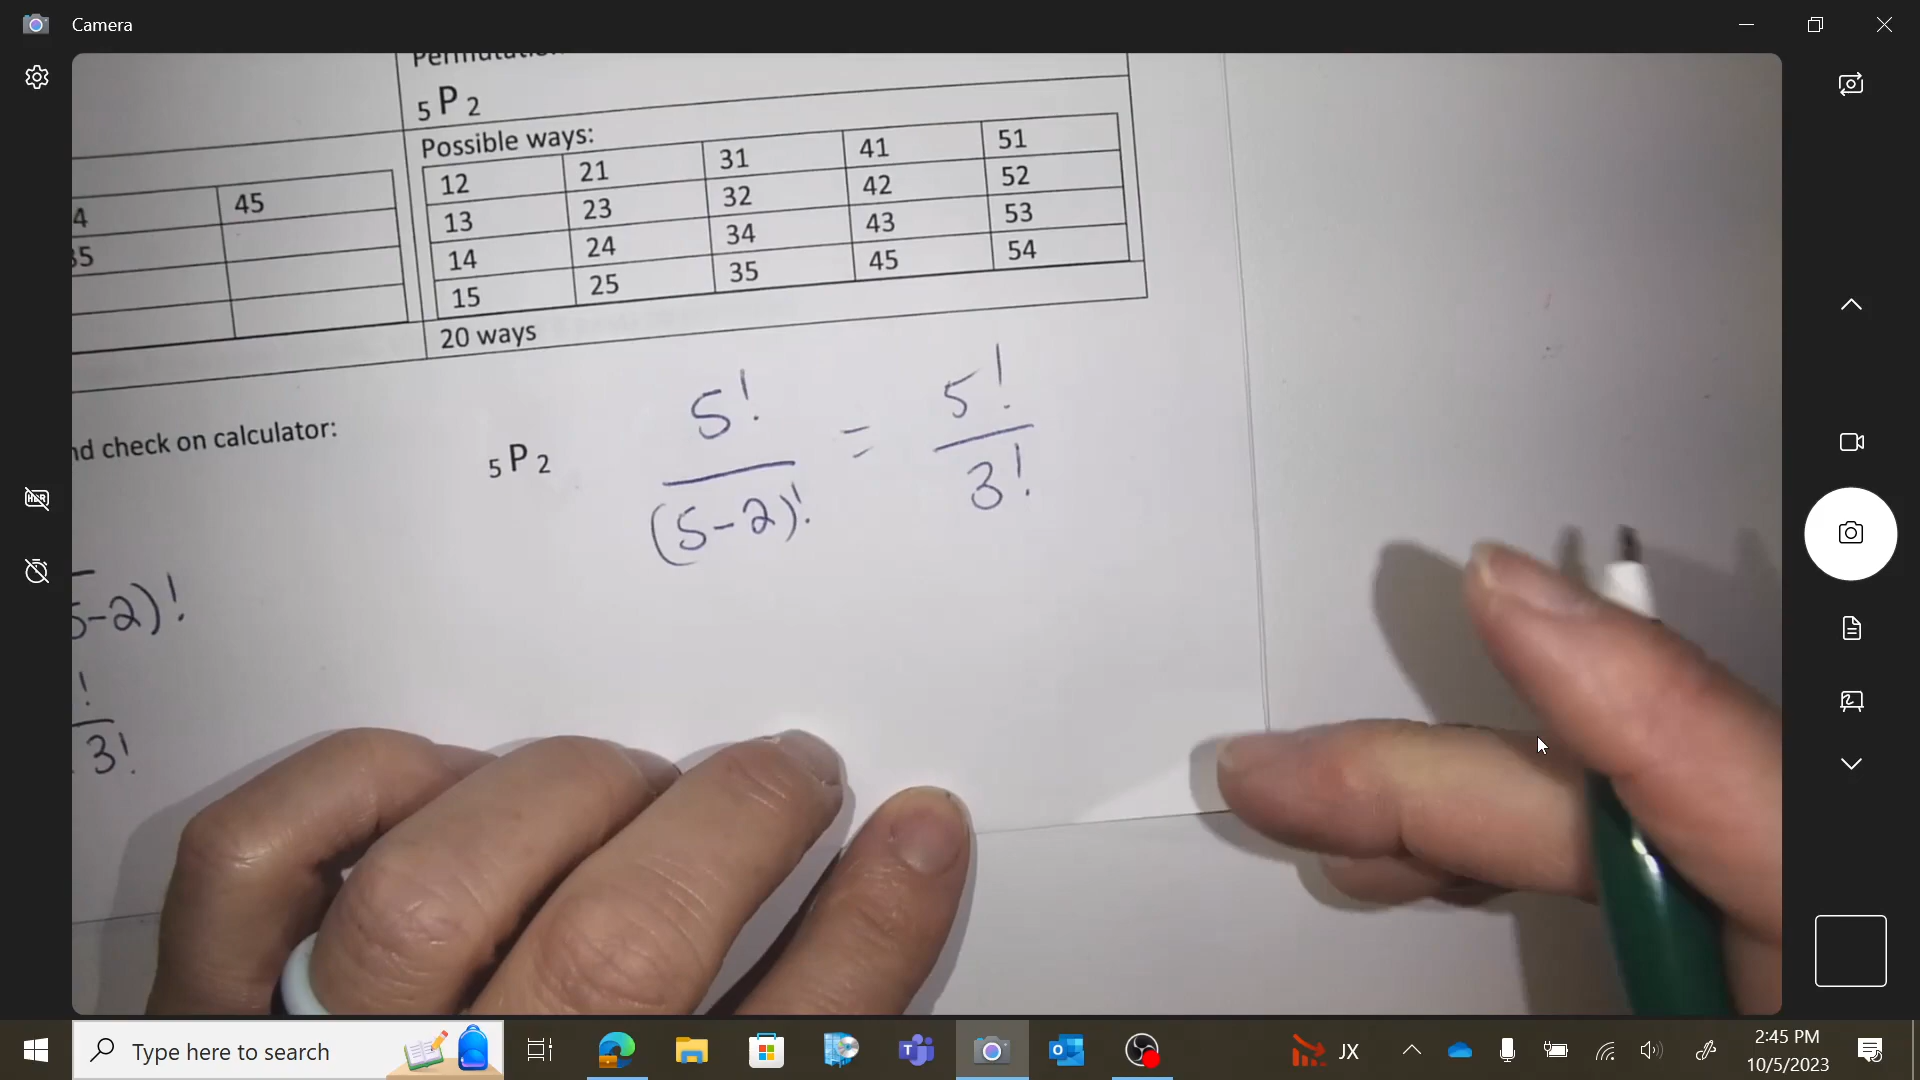 Camera
₅P₂
Possible ways:
12 21 31 41 51
13 23 32 42 52
14 24 34 43 53
15 25 35 45 54
20 ways
4 45
35
check on calculator:
₅P₂ 5!/(5-2)! = 5!/3!
5-2)!
!
3!
Type here to search
JX
2:45 PM
10/5/2023